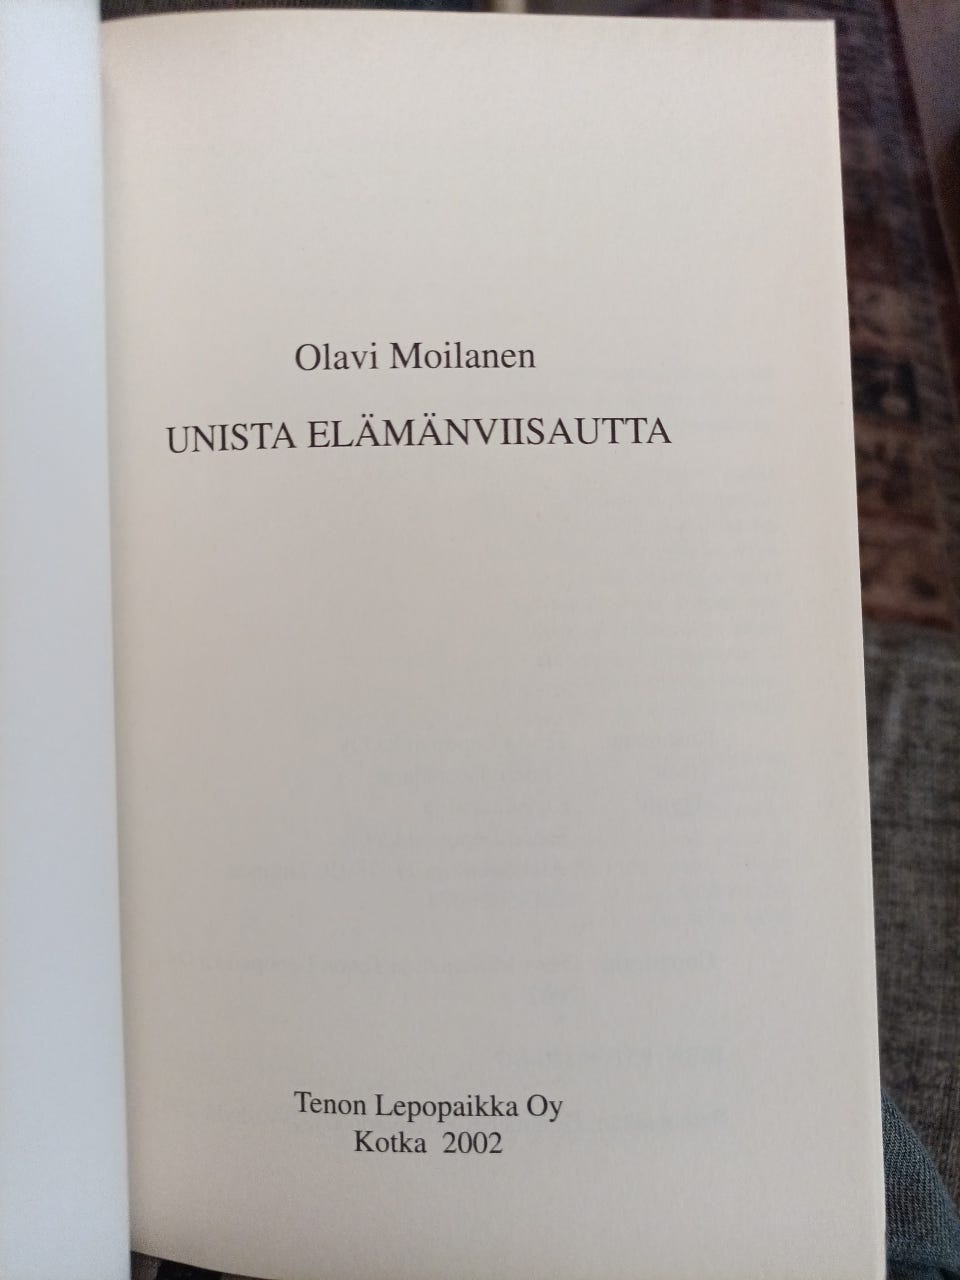 Olavi Moilanen
UNISTA ELÄMÄNVIISAUTTA
Tenon Lepopaikka Oy
Kotka 2002